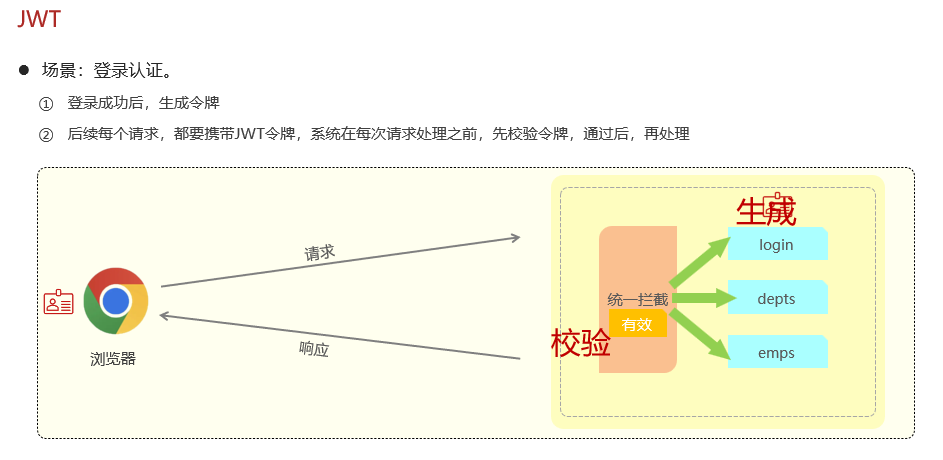 JWT
● 场景：登录认证。
① 登录成功后，生成令牌
② 后续每个请求，都要携带JWT令牌，系统在每次请求处理之前，先校验令牌，通过后，再处理
生成
login
请求
统一拦截
depts
有效
校验
响应
emps
浏览器